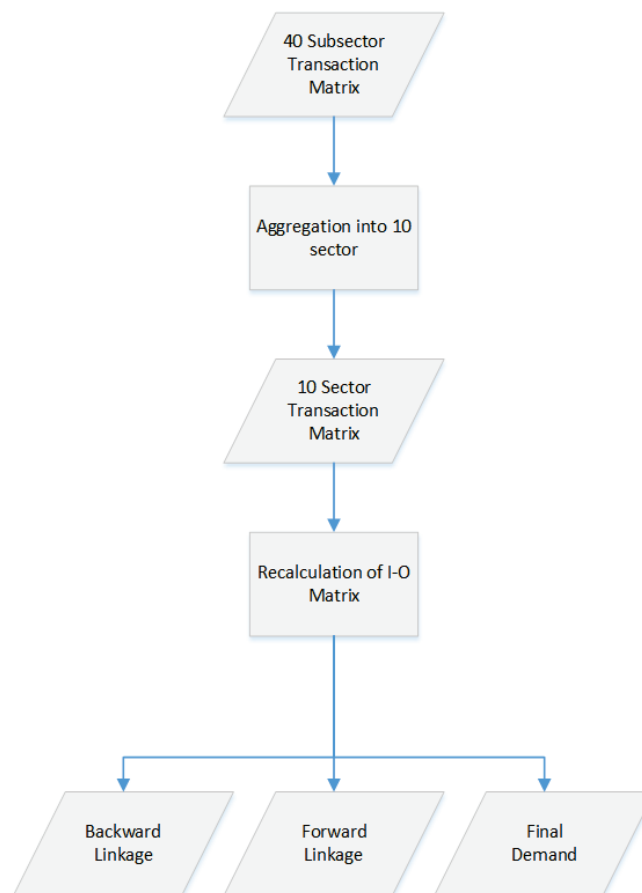 40 Subsector
Transaction
Matrix
Aggregation into 10
sector
10 Sector
Transaction
Matrix
Recalculation of I-O
Matrix
Backward
Linkage
Forward
Linkage
Final
Demand